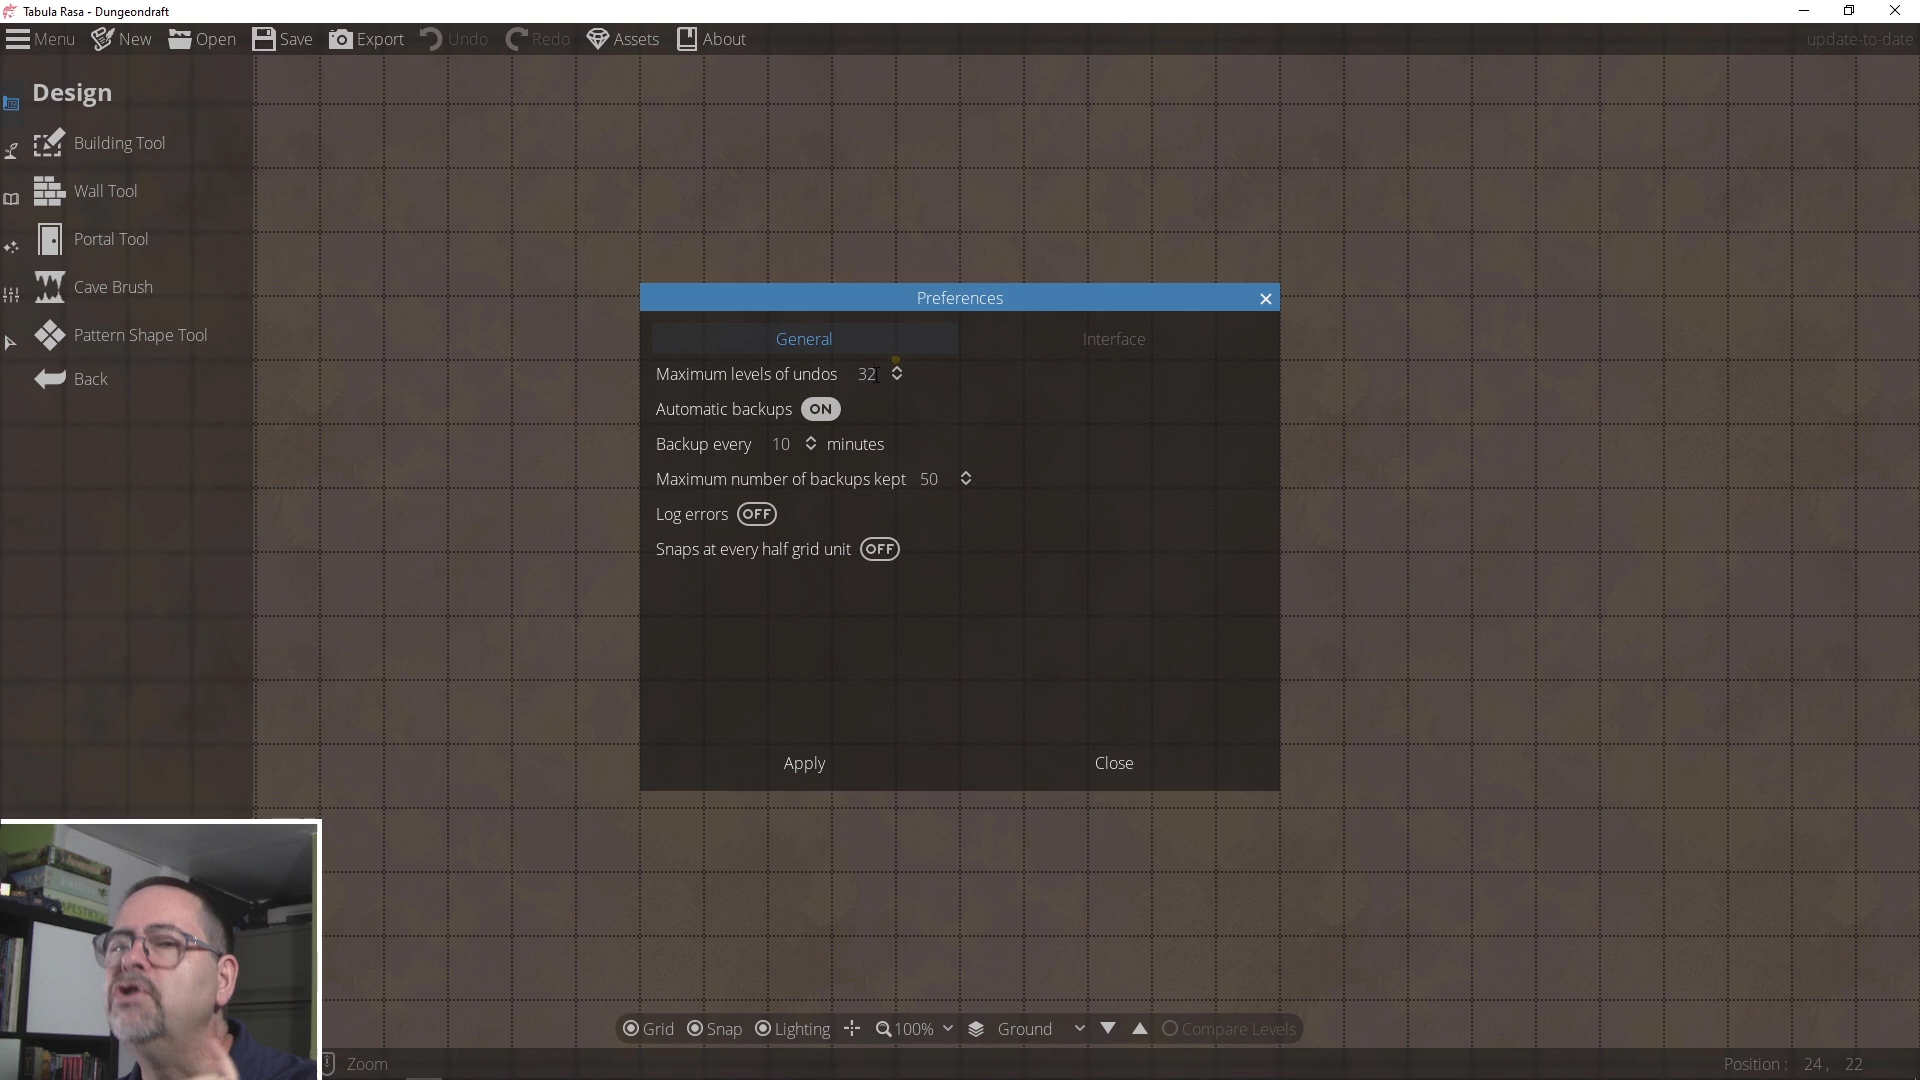 Tabula Rasa - Dungeondraft
Menu New Open Save Export Undo Redo Assets About update-to-date
Design
Building Tool
Wall Tool
Portal Tool
Cave Brush
Pattern Shape Tool
Back
Preferences
General Interface
Maximum levels of undos 32
Automatic backups ON
Backup every 10 minutes
Maximum number of backups kept 50
Log errors OFF
Snaps at every half grid unit OFF
Apply Close
TAPESTRY
Grid Snap Lighting 100% Ground Compare Levels
Zoom Position : 24, 22